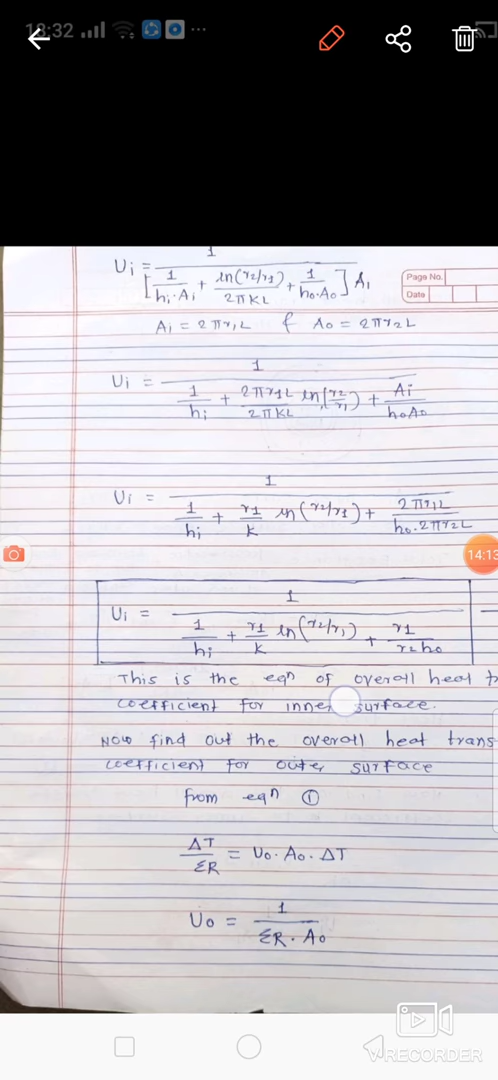 18:32
Ui = 1 / [1/hi.Ai + ln(r2/r1)/2πKL + 1/ho.Ao] Ai
Page No.
Date
Ai = 2πr1L & Ao = 2πr2L
Ui = 1 / 1/hi + 2πr1L/2πKL ln(r2/r1) + Ai/hoAo
Ui = 1 / 1/hi + r1/K ln(r2/r1) + 2πr1L/ho.2πr2L
14:13
Ui = 1 / 1/hi + r1/K ln(r2/r1) + r1/r2ho
This is the eqn of overall heat t
coefficient for inner surface.
Now find out the overall heat trans
coefficient for outer surface
from eqn ①
ΔT/ΣR = Uo.Ao.ΔT
Uo = 1/ΣR.Ao
VRECORDER